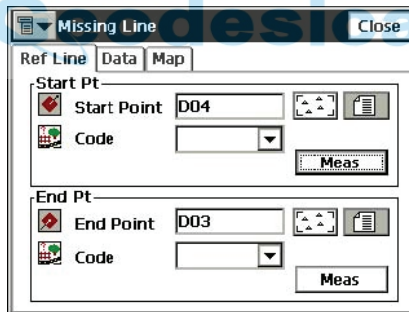 Missing Line Close
Ref Line Data Map
Start Pt
Start Point D04
Code
Meas
End Pt
End Point D03
Code
Meas